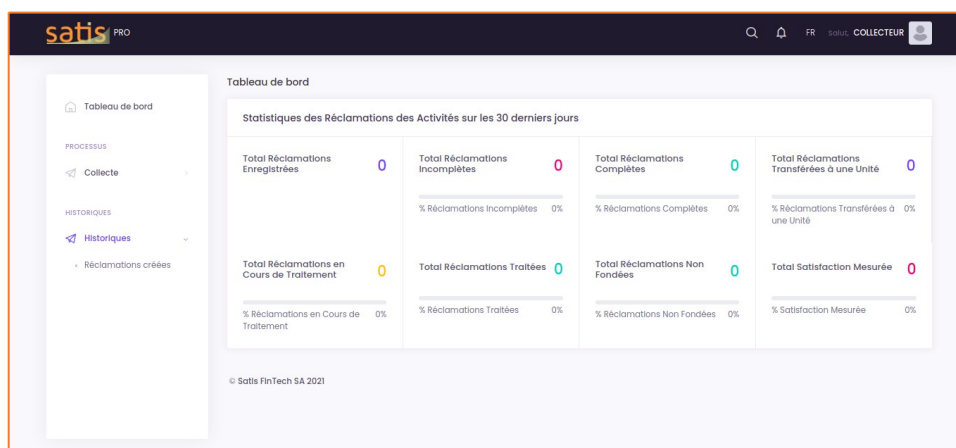 satis PRO
FR Salut, COLLECTEUR
Tableau de bord
PROCESSUS
Collecte
HISTORIQUES
Historiques
Réclamations créées
Tableau de bord
Statistiques des Réclamations des Activités sur les 30 derniers jours
Total Réclamations
Enregistrées 0
Total Réclamations
Incomplètes 0
% Réclamations Incomplètes 0%
Total Réclamations
Complètes 0
% Réclamations Complètes 0%
Total Réclamations
Transférées à une Unité 0
% Réclamations Transférées à 0%
une Unité
Total Réclamations en
Cours de Traitement 0
% Réclamations en Cours de 0%
Traitement
Total Réclamations Traitées 0
% Réclamations Traitées 0%
Total Réclamations Non
Fondées 0
% Réclamations Non Fondées 0%
Total Satisfaction Mesurée 0
% Satisfaction Mesurée 0%
© Satis FinTech SA 2021